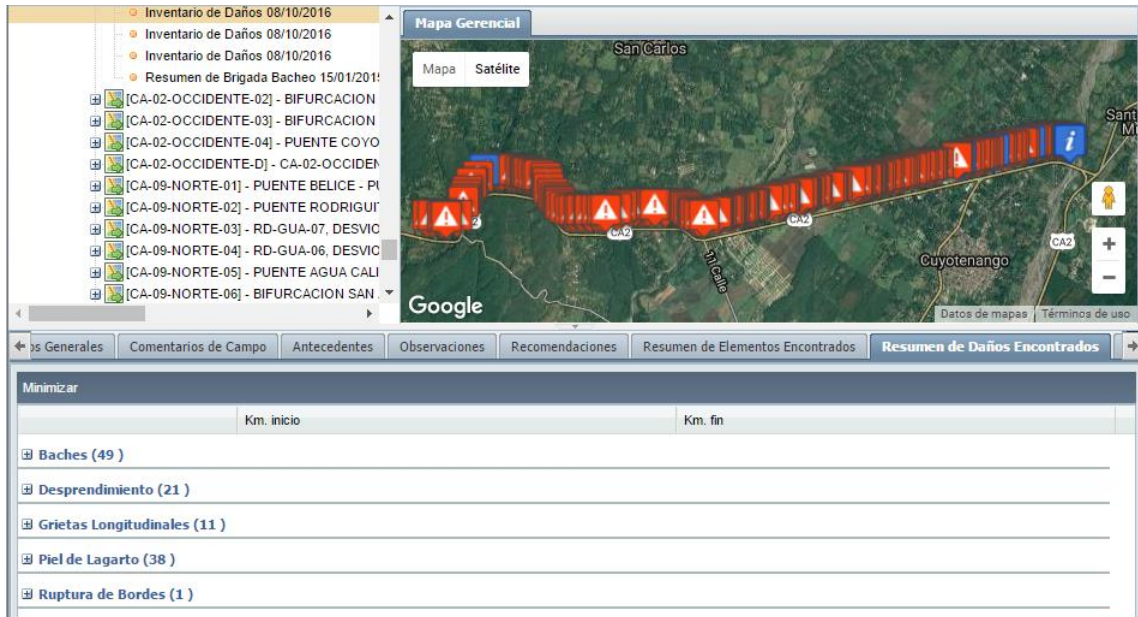 Inventario de Daños 08/10/2016
Inventario de Daños 08/10/2016
Inventario de Daños 08/10/2016
Resumen de Brigada Bacheo 15/01/201
[CA-02-OCCIDENTE-02] - BIFURCACION
[CA-02-OCCIDENTE-03] - BIFURCACION
[CA-02-OCCIDENTE-04] - PUENTE COYO
[CA-02-OCCIDENTE-D] - CA-02-OCCIDEN
[CA-09-NORTE-01] - PUENTE BELICE - PU
[CA-09-NORTE-02] - PUENTE RODRIGUIT
[CA-09-NORTE-03] - RD-GUA-07, DESVIO
[CA-09-NORTE-04] - RD-GUA-06, DESVIO
[CA-09-NORTE-05] - PUENTE AGUA CALI
[CA-09-NORTE-06] - BIFURCACION SAN
Mapa Gerencial
Mapa Satélite
San Carlos
Sant
Mi
CA2
CA2
CA2
11 Calle
Cuyotenango
Google
Datos de mapas Términos de uso
os Generales Comentarios de Campo Antecedentes Observaciones Recomendaciones Resumen de Elementos Encontrados Resumen de Daños Encontrados
Minimizar
Km. inicio Km. fin
Baches (49 )
Desprendimiento (21 )
Grietas Longitudinales (11 )
Piel de Lagarto (38 )
Ruptura de Bordes (1 )